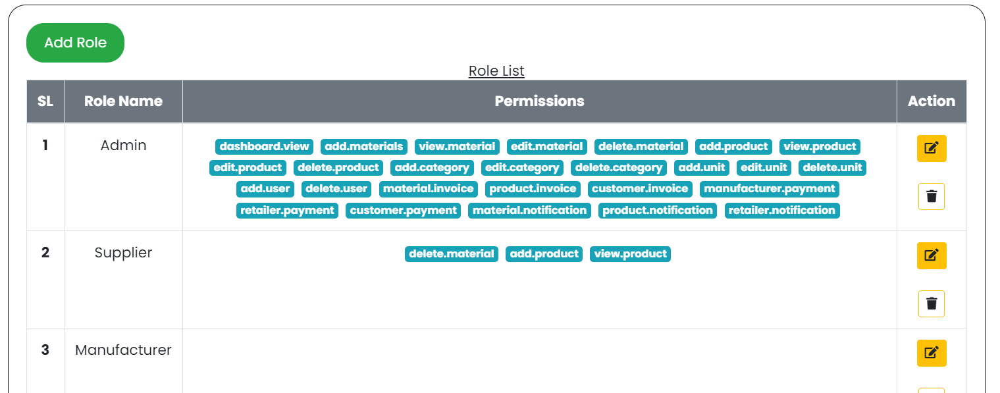 Add Role
Role List
SL Role Name Permissions Action
1 Admin dashboard.view add.materials view.material edit.material delete.material add.product view.product
edit.product delete.product add.category edit.category delete.category add.unit edit.unit delete.unit
add.user delete.user material.invoice product.invoice customer.invoice manufacturer.payment
retailer.payment customer.payment material.notification product.notification retailer.notification
2 Supplier delete.material add.product view.product
3 Manufacturer